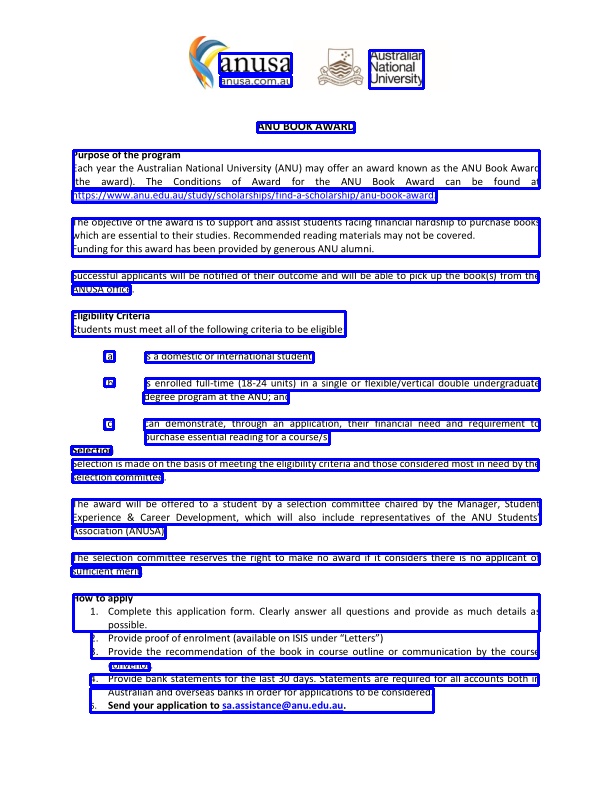 anusa
anusa.com.au
Australian
National
University
ANU BOOK AWARD
Purpose of the program
Each year the Australian National University (ANU) may offer an award known as the ANU Book Award
(the award). The Conditions of Award for the ANU Book Award can be found at
https://www.anu.edu.au/study/scholarships/find-a-scholarship/anu-book-award.
The objective of the award is to support and assist students facing financial hardship to purchase books
which are essential to their studies. Recommended reading materials may not be covered.
Funding for this award has been provided by generous ANU alumni.
Successful applicants will be notified of their outcome and will be able to pick up the book(s) from the
ANUSA office.
Eligibility Criteria
Students must meet all of the following criteria to be eligible:
a) is a domestic or international student;
b) is enrolled full-time (18-24 units) in a single or flexible/vertical double undergraduate
degree program at the ANU; and
c) can demonstrate, through an application, their financial need and requirement to
purchase essential reading for a course/s.
Selection
Selection is made on the basis of meeting the eligibility criteria and those considered most in need by the
selection committee.
The award will be offered to a student by a selection committee chaired by the Manager, Student
Experience & Career Development, which will also include representatives of the ANU Students'
Association (ANUSA).
The selection committee reserves the right to make no award if it considers there is no applicant of
sufficient merit.
How to apply
1. Complete this application form. Clearly answer all questions and provide as much details as
possible.
2. Provide proof of enrolment (available on ISIS under “Letters”)
3. Provide the recommendation of the book in course outline or communication by the course
convenor.
4. Provide bank statements for the last 30 days. Statements are required for all accounts both in
Australian and overseas banks in order for applications to be considered.
5. Send your application to sa.assistance@anu.edu.au.